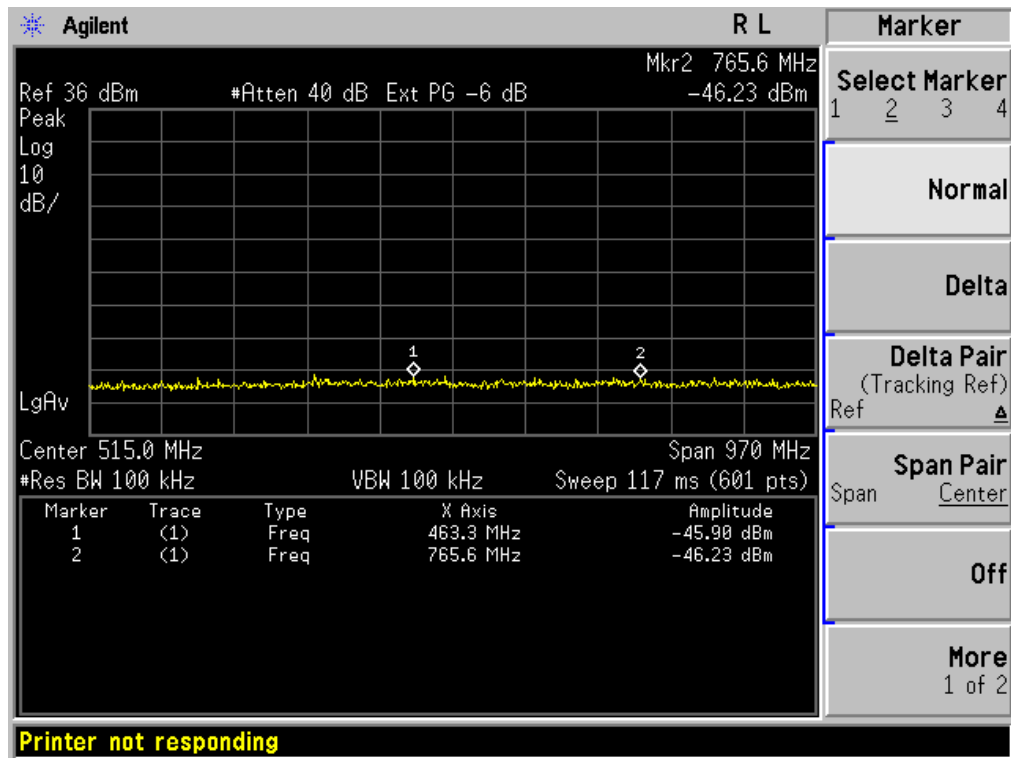 Agilent R L
Mkr2 765.6 MHz
Ref 36 dBm #Atten 40 dB Ext PG -6 dB -46.23 dBm
Peak
Log
10
dB/
1 2
LgAv
Center 515.0 MHz Span 970 MHz
#Res BW 100 kHz VBW 100 kHz Sweep 117 ms (601 pts)
Marker Trace Type X Axis Amplitude
1 (1) Freq 463.3 MHz -45.90 dBm
2 (1) Freq 765.6 MHz -46.23 dBm
Marker
Select Marker
1 2 3 4
Normal
Delta
Delta Pair
(Tracking Ref)
Ref Δ
Span Pair
Span Center
Off
More
1 of 2
Printer not responding